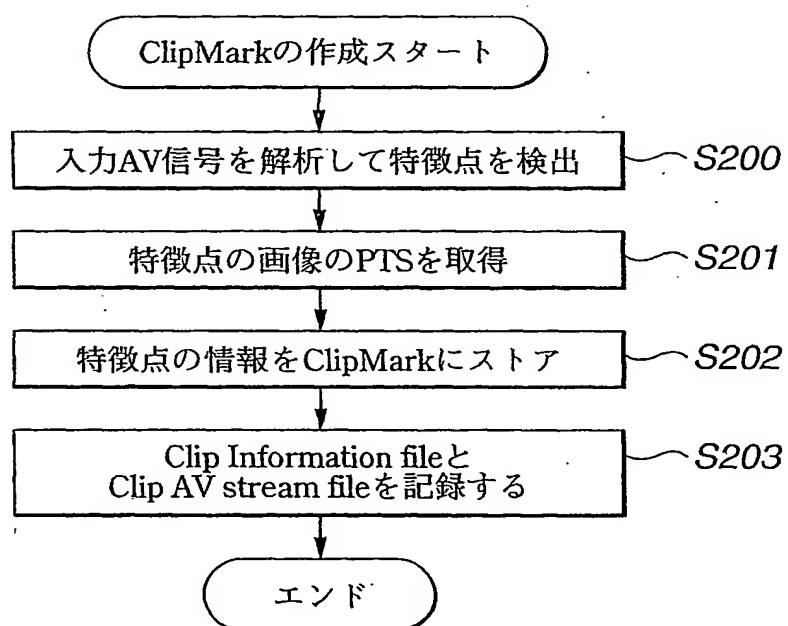 ClipMarkの作成スタート
入力AV信号を解析して特徴点を検出
S200
特徴点の画像のPTSを取得
S201
特徴点の情報をClipMarkにストア
S202
Clip Information fileと
Clip AV stream fileを記録する
S203
エンド